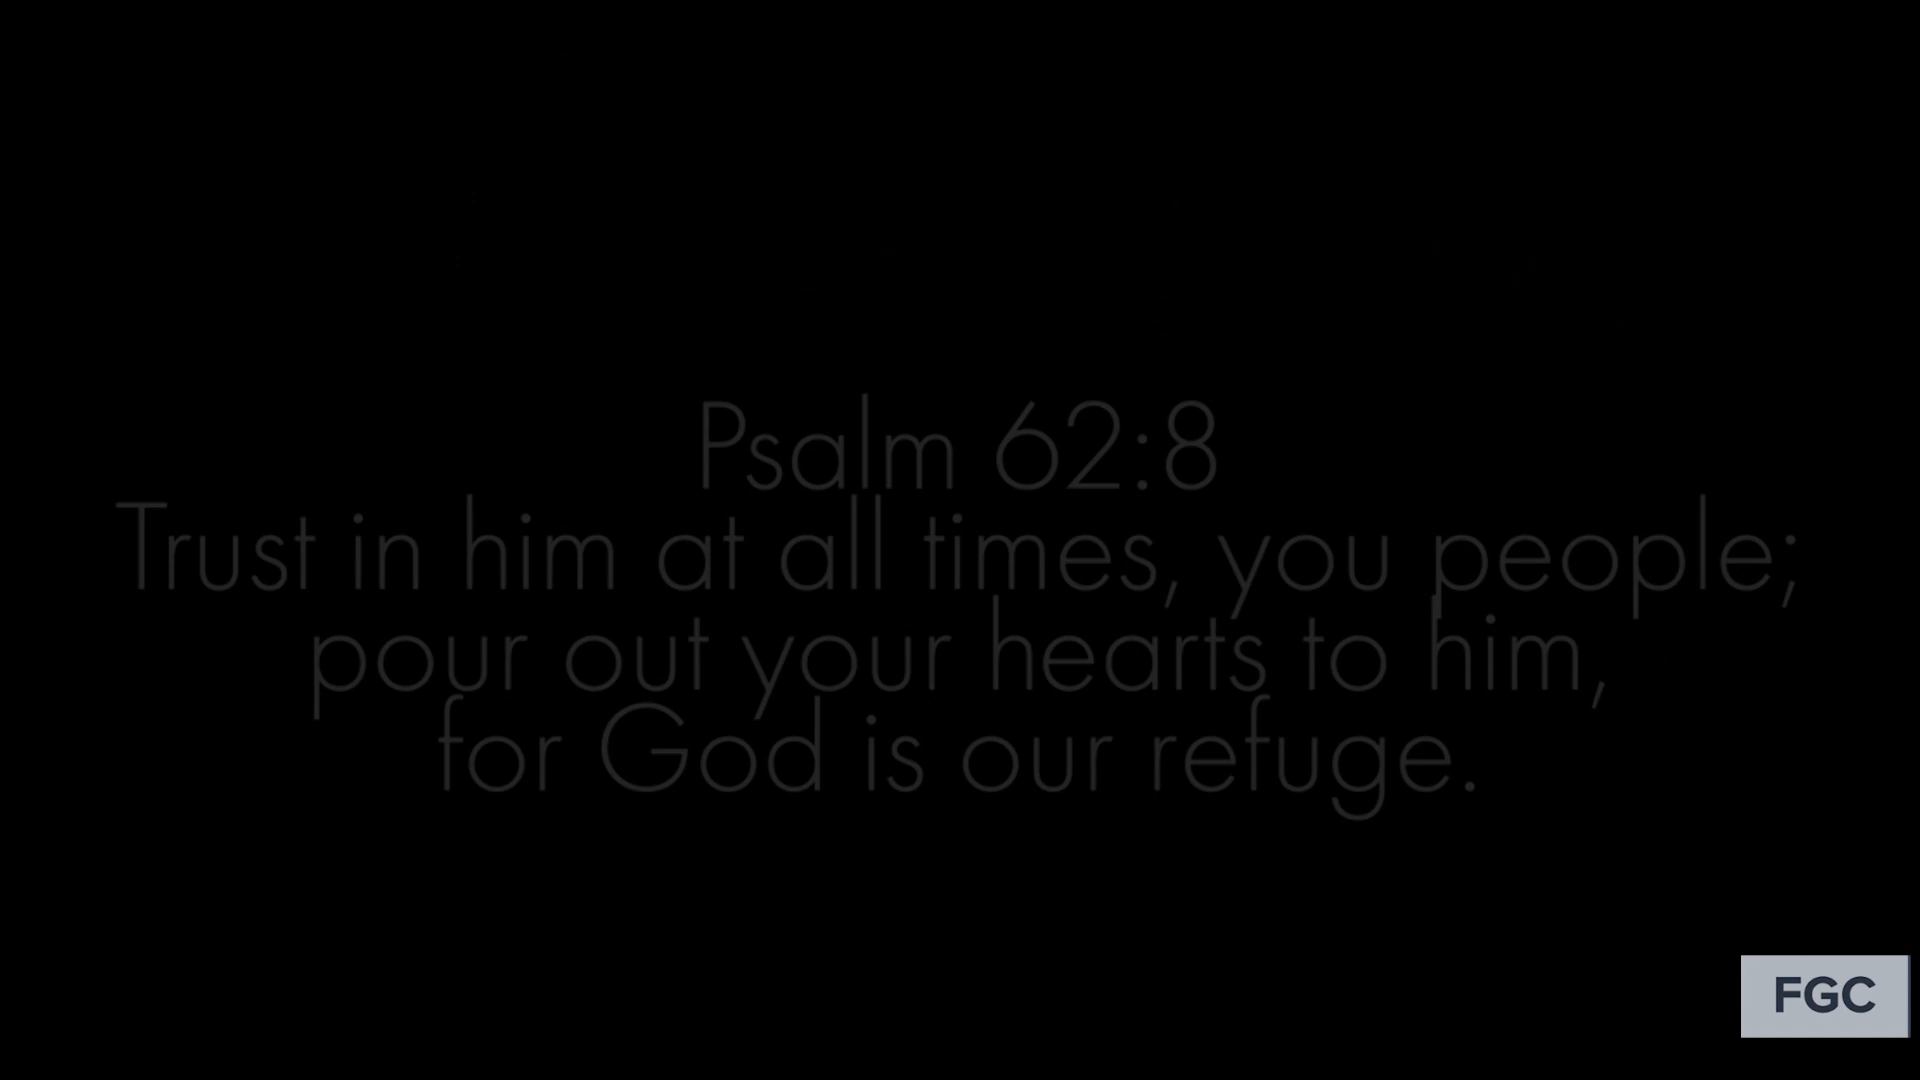 Psalm 62:8
Trust in him at all times, you people;
pour out your hearts to him,
for God is our refuge.
FGC